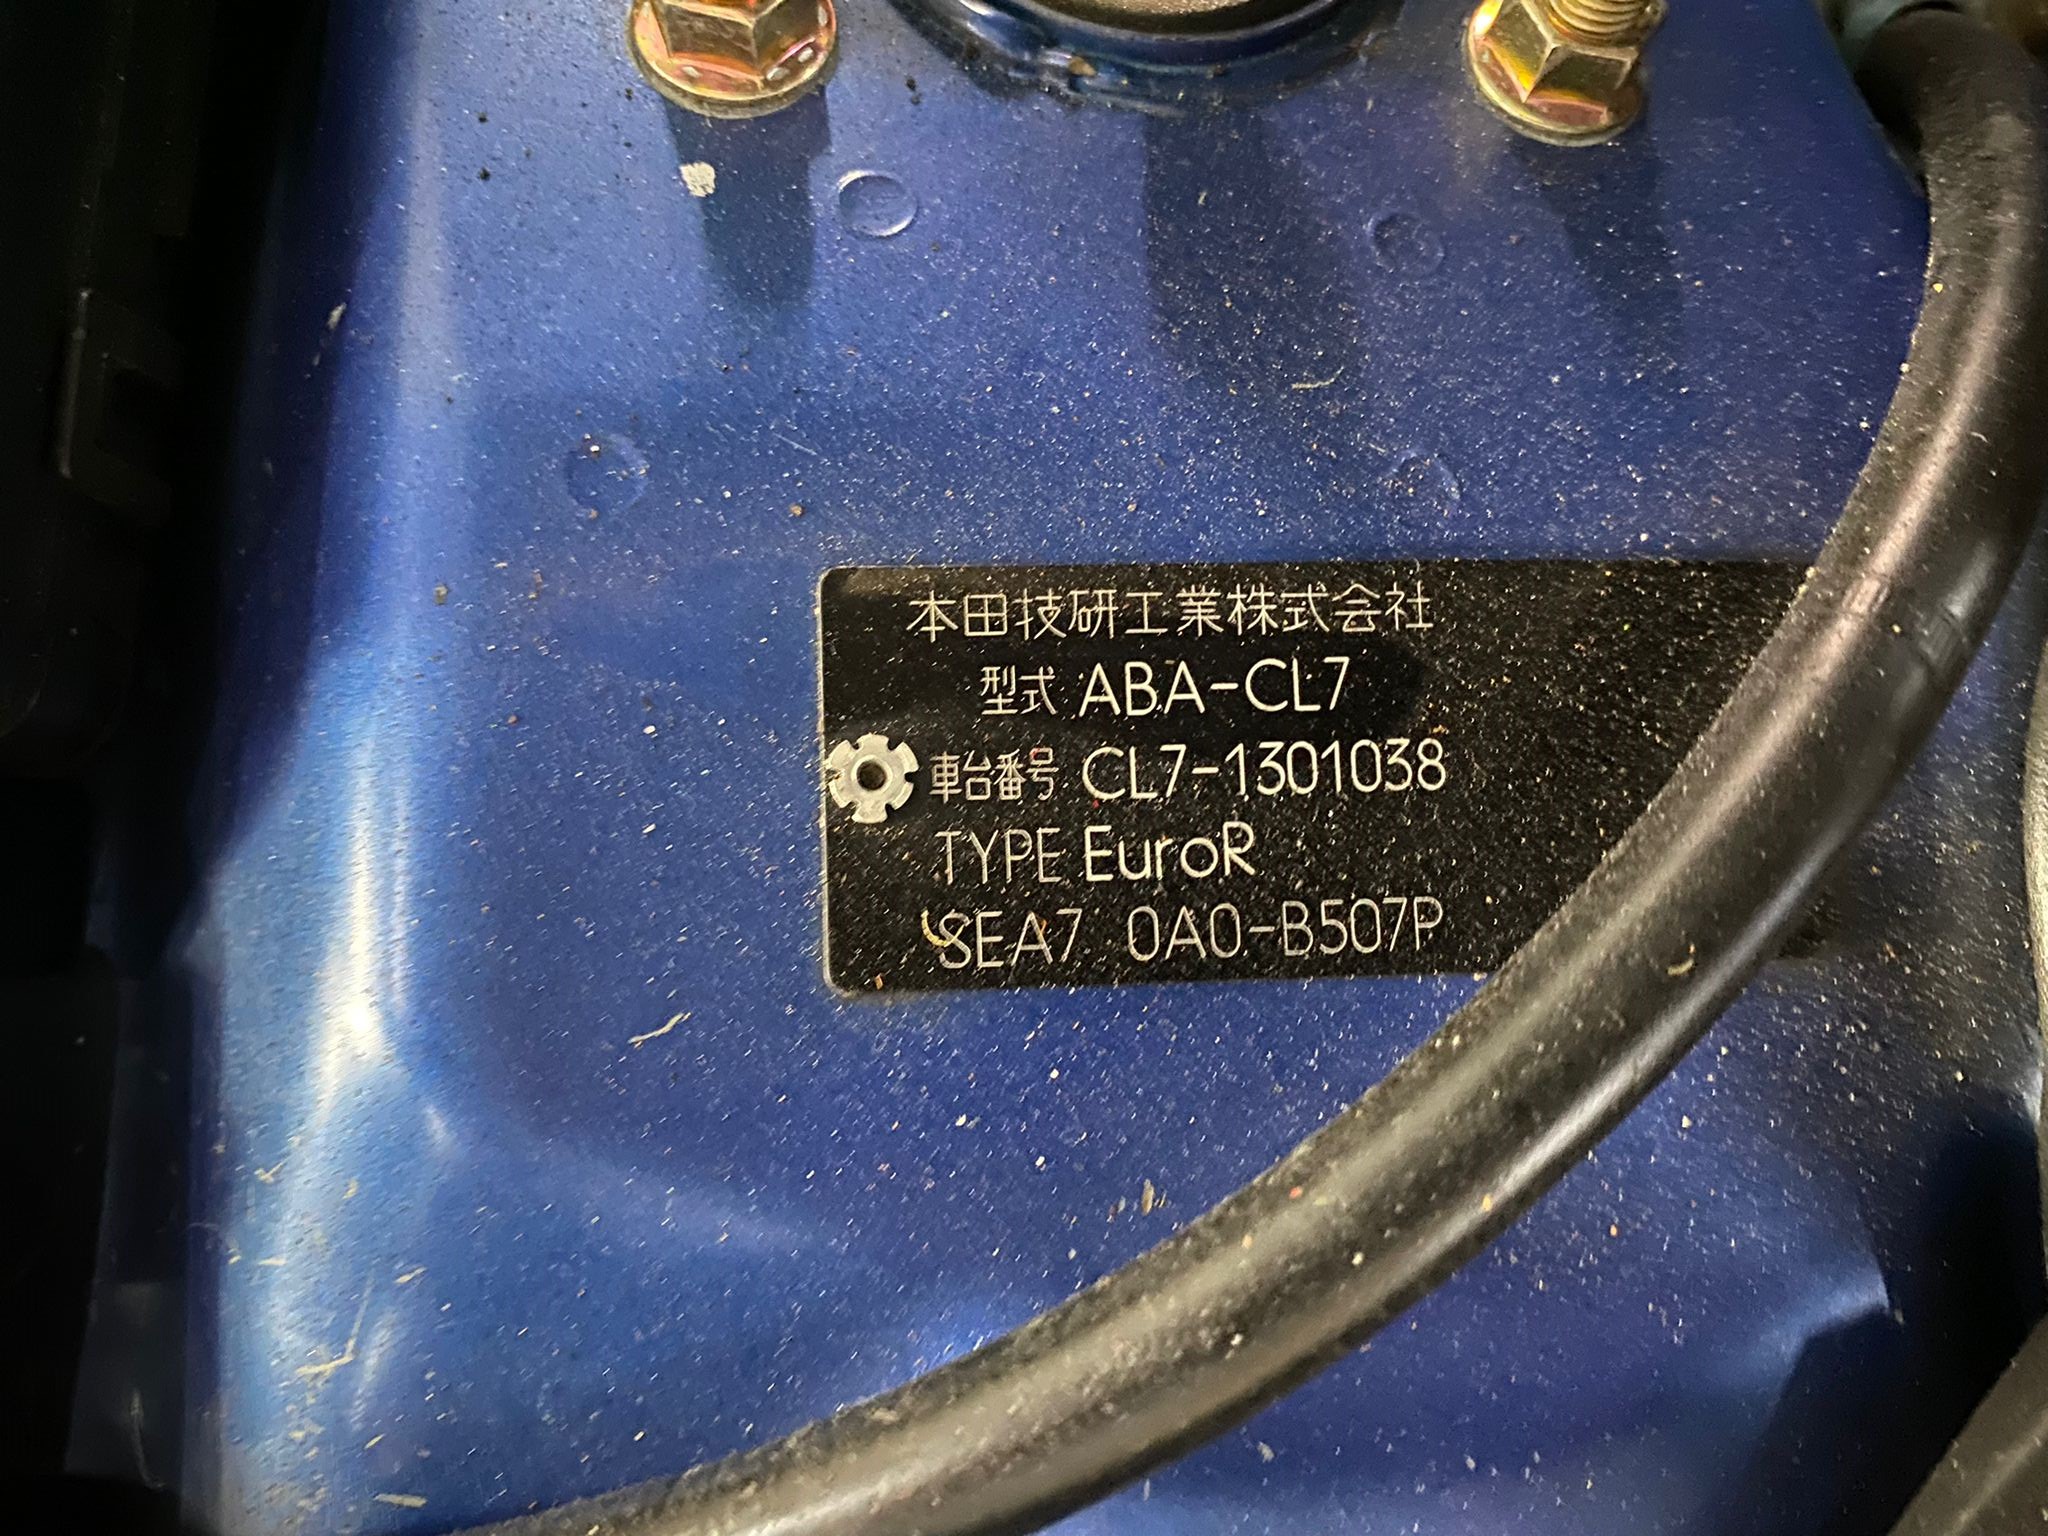 本田技研工業株式会社
型式 ABA-CL7
車台番号 CL7-1301038
TYPE EuroR
SEA7 0A0-B507P